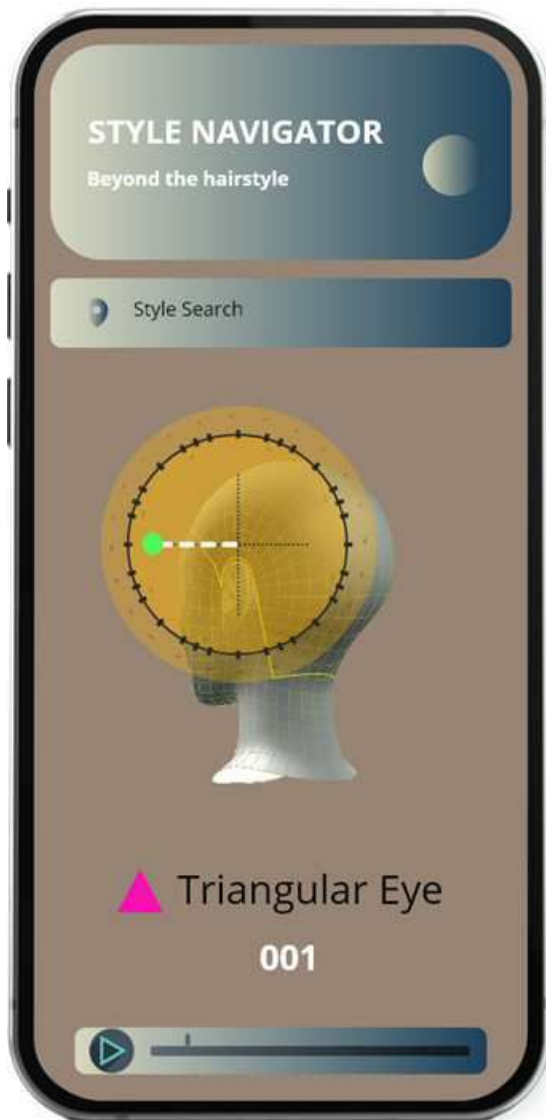 STYLE NAVIGATOR
Beyond the hairstyle
Style Search
Triangular Eye
001